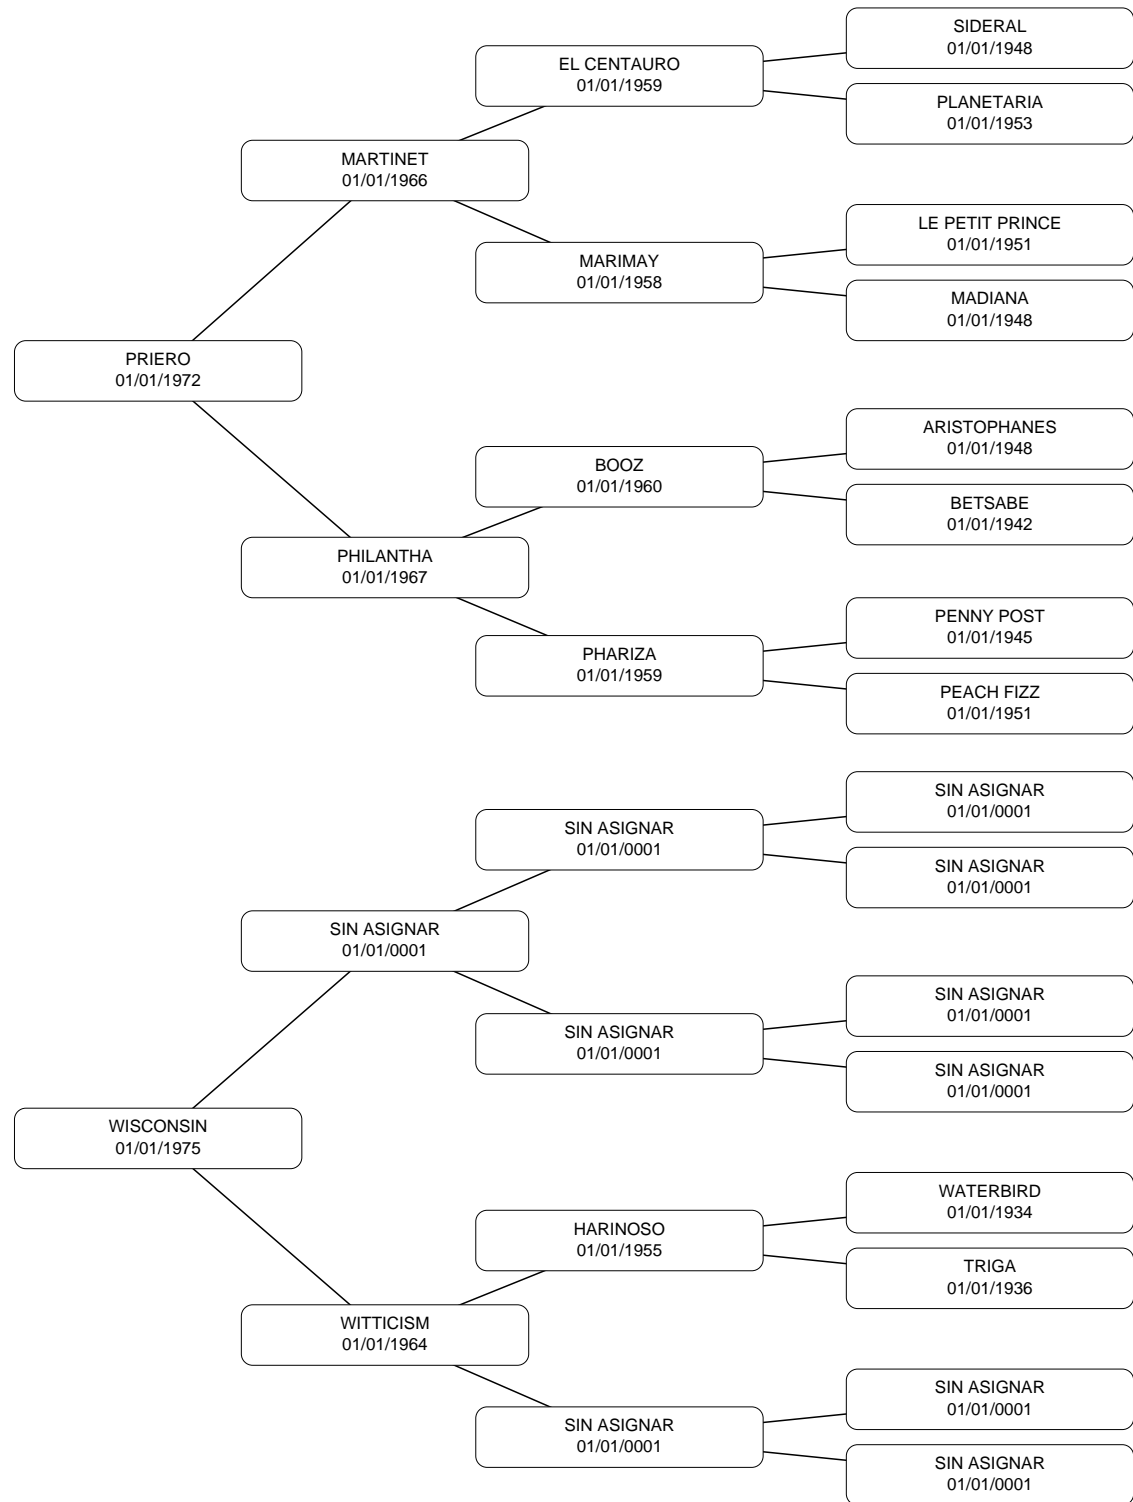 SIDERAL
01/01/1948
EL CENTAURO
01/01/1959
PLANETARIA
01/01/1953
MARTINET
01/01/1966
LE PETIT PRINCE
01/01/1951
MARIMAY
01/01/1958
MADIANA
01/01/1948
PRIERO
01/01/1972
ARISTOPHANES
01/01/1948
BOOZ
01/01/1960
BETSABE
01/01/1942
PHILANTHA
01/01/1967
PENNY POST
01/01/1945
PHARIZA
01/01/1959
PEACH FIZZ
01/01/1951
SIN ASIGNAR
01/01/0001
SIN ASIGNAR
01/01/0001
SIN ASIGNAR
01/01/0001
SIN ASIGNAR
01/01/0001
SIN ASIGNAR
01/01/0001
SIN ASIGNAR
01/01/0001
SIN ASIGNAR
01/01/0001
WISCONSIN
01/01/1975
WATERBIRD
01/01/1934
HARINOSO
01/01/1955
TRIGA
01/01/1936
WITTICISM
01/01/1964
SIN ASIGNAR
01/01/0001
SIN ASIGNAR
01/01/0001
SIN ASIGNAR
01/01/0001